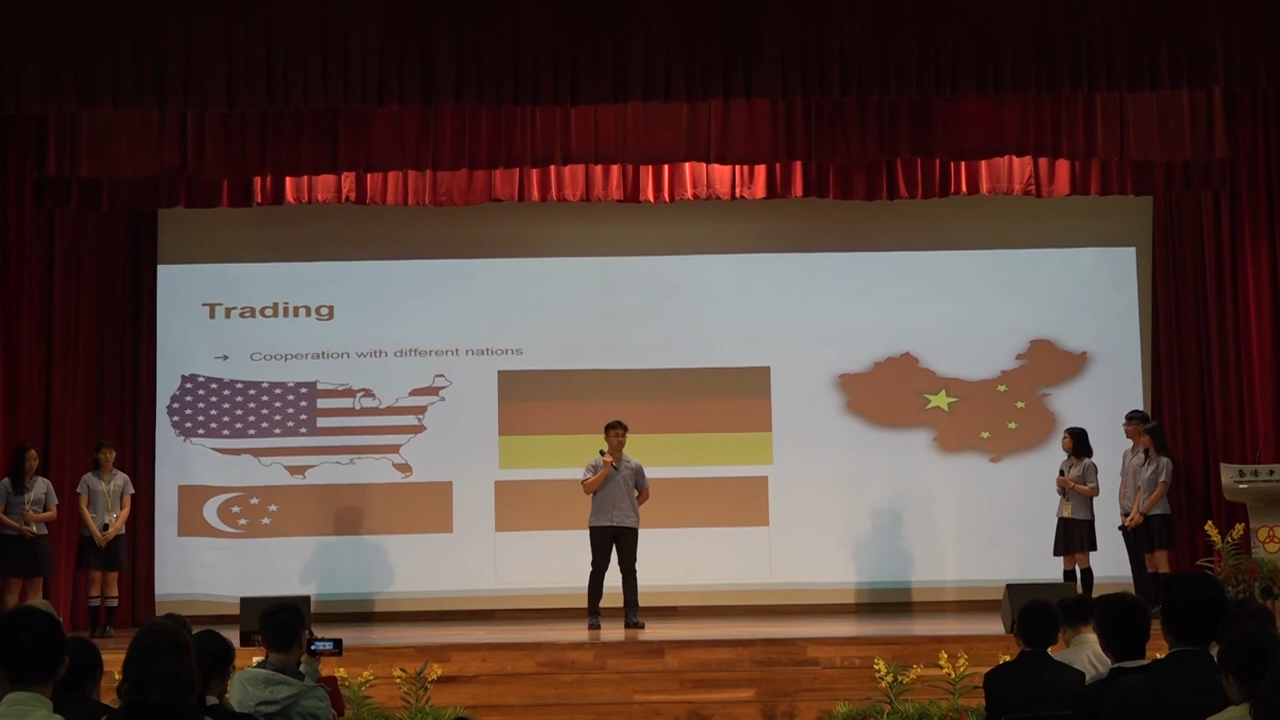 Trading
→ Cooperation with different nations